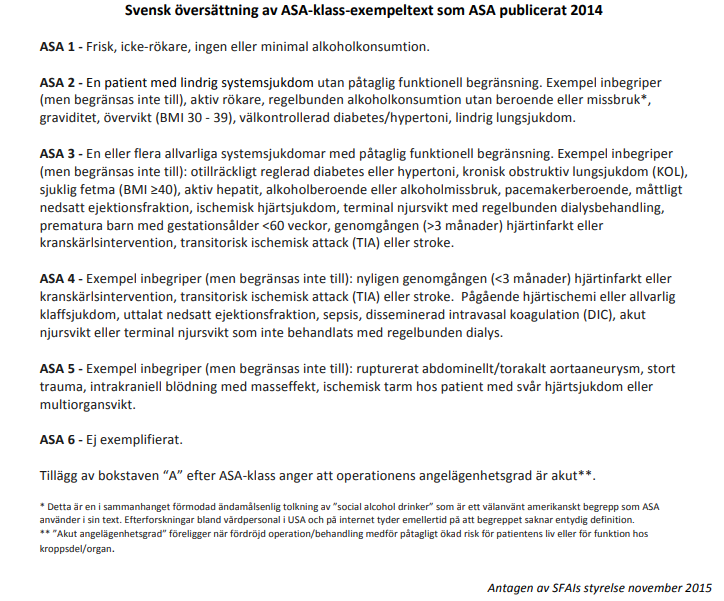 Svensk översättning av ASA-klass-exempeltext som ASA publicerat 2014
ASA 1 - Frisk, icke-rökare, ingen eller minimal alkoholkonsumtion.
ASA 2 - En patient med lindrig systemsjukdom utan påtaglig funktionell begränsning. Exempel inbegriper
(men begränsas inte till), aktiv rökare, regelbunden alkoholkonsumtion utan beroende eller missbruk*,
graviditet, övervikt (BMI 30 - 39), välkontrollerad diabetes/hypertoni, lindrig lungsjukdom.
ASA 3 - En eller flera allvarliga systemsjukdomar med påtaglig funktionell begränsning. Exempel inbegriper
(men begränsas inte till): otillräckligt reglerad diabetes eller hypertoni, kronisk obstruktiv lungsjukdom (KOL),
sjuklig fetma (BMI ≥40), aktiv hepatit, alkoholberoende eller alkoholmissbruk, pacemakerberoende, måttligt
nedsatt ejektionsfraktion, ischemisk hjärtsjukdom, terminal njursvikt med regelbunden dialysbehandling,
prematura barn med gestationsålder <60 veckor, genomgången (>3 månader) hjärtinfarkt eller
kranskärlsintervention, transitorisk ischemisk attack (TIA) eller stroke.
ASA 4 - Exempel inbegriper (men begränsas inte till): nyligen genomgången (<3 månader) hjärtinfarkt eller
kranskärlsintervention, transitorisk ischemisk attack (TIA) eller stroke. Pågående hjärtischemi eller allvarlig
klaffsjukdom, uttalat nedsatt ejektionsfraktion, sepsis, disseminerad intravasal koagulation (DIC), akut
njursvikt eller terminal njursvikt som inte behandlats med regelbunden dialys.
ASA 5 - Exempel inbegriper (men begränsas inte till): rupturerat abdominellt/torakalt aortaaneurysm, stort
trauma, intrakraniell blödning med masseffekt, ischemisk tarm hos patient med svår hjärtsjukdom eller
multiorgansvikt.
ASA 6 - Ej exemplifierat.
Tillägg av bokstaven ”A” efter ASA-klass anger att operationens angelägenhetsgrad är akut**.
* Detta är en i sammanhanget förmodad ändamålsenlig tolkning av ”social alcohol drinker” som är ett välanvänt amerikanskt begrepp som ASA
använder i sin text. Efterforskningar bland vårdpersonal i USA och på internet tyder emellertid på att begreppet saknar entydig definition.
** ”Akut angelägenhetsgrad” föreligger när fördröjd operation/behandling medför påtagligt ökad risk för patientens liv eller för funktion hos
kroppsdel/organ.
Antagen av SFAIs styrelse november 2015